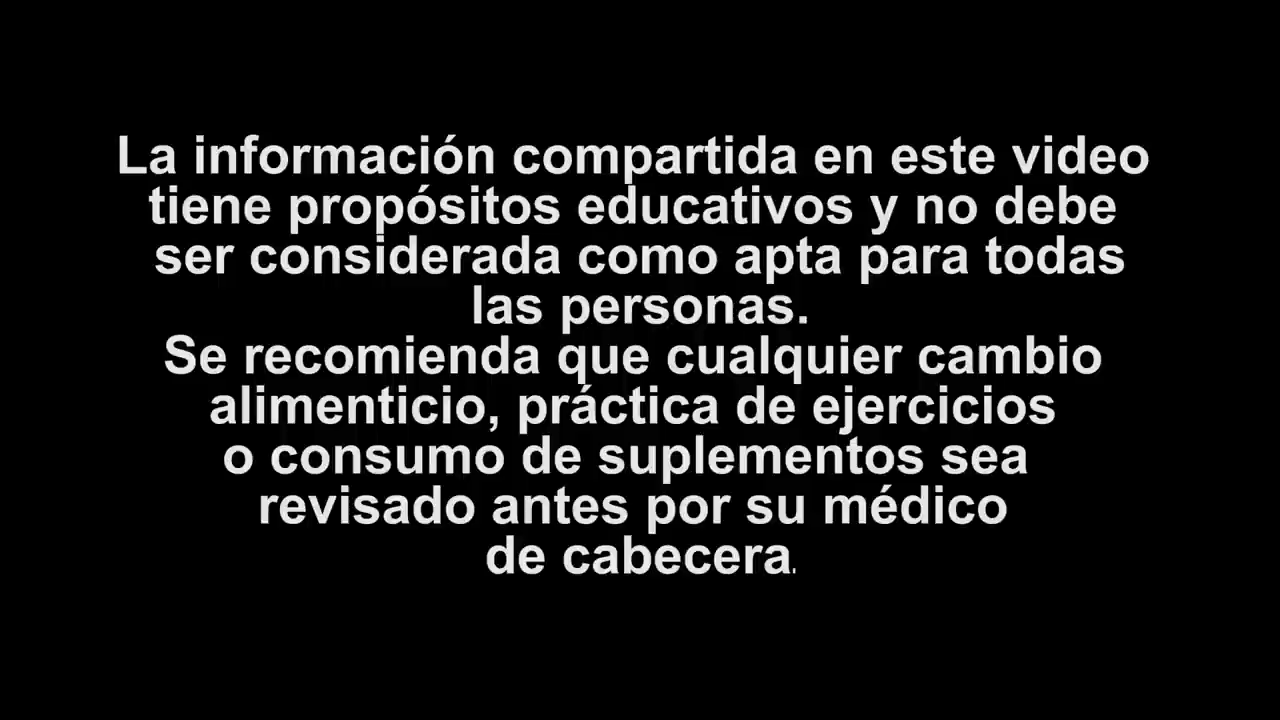 La información compartida en este video
tiene propósitos educativos y no debe
ser considerada como apta para todas
las personas.
Se recomienda que cualquier cambio
alimenticio, práctica de ejercicios
o consumo de suplementos sea
revisado antes por su médico
de cabecera.